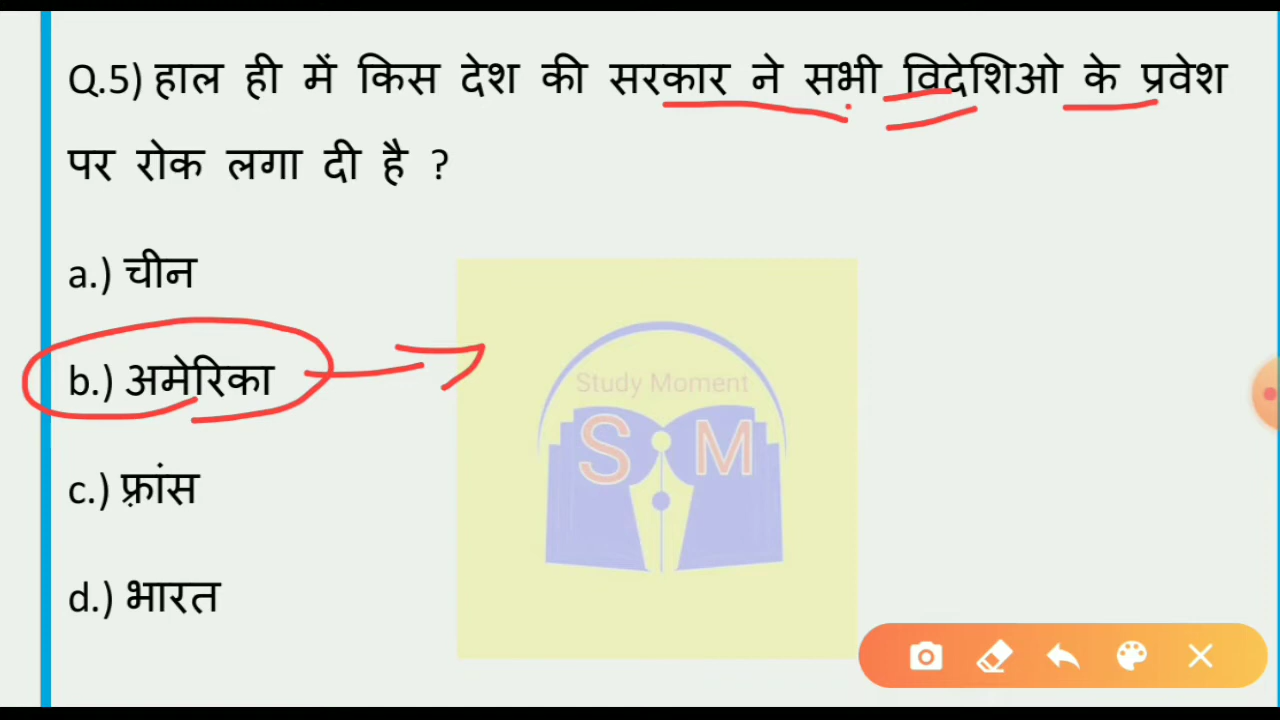 Q.5) हाल ही में किस देश की सरकार ने सभी विदेशिओ के प्रवेश
पर रोक लगा दी है ?
a.) चीन
b.) अमेरिका
c.) फ़्रांस
d.) भारत
Study Moment
S M